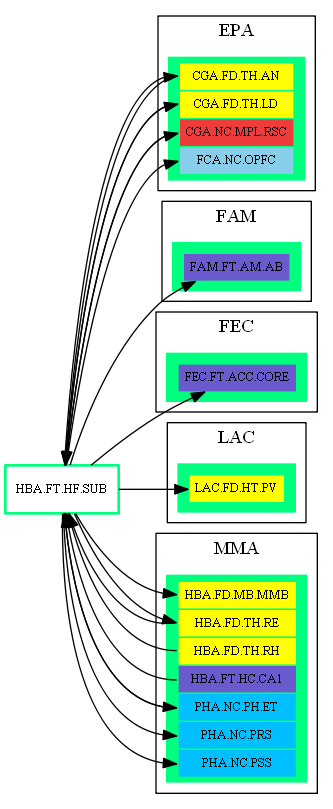 EPA
CGA.FD.TH.AN
CGA.FD.TH.LD
CGA.NC.MPL.RSC
FCA.NC.OPFC
FAM
FAM.FT.AM.AB
FEC
FEC.FT.ACC.CORE
LAC
HBA.FT.HF.SUB
LAC.FD.HT.PV
MMA
HBA.FD.MB.MMB
HBA.FD.TH.RE
HBA.FD.TH.RH
HBA.FT.HC.CA1
PHA.NC.PH.ET
PHA.NC.PRS
PHA.NC.PSS